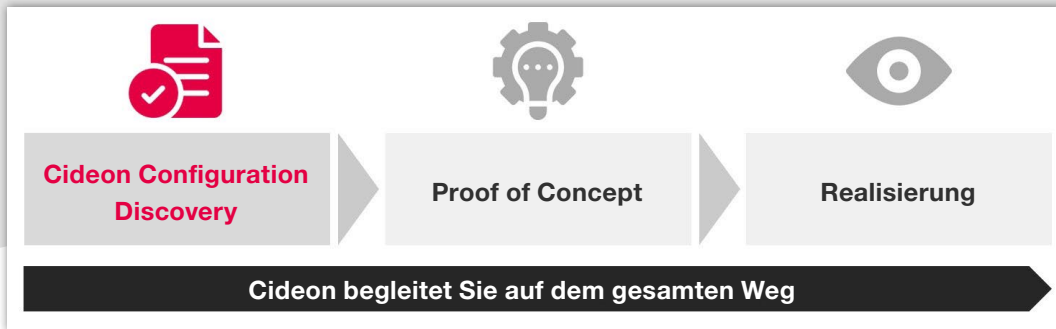 Cideon Configuration
Discovery
Proof of Concept
Realisierung
Cideon begleitet Sie auf dem gesamten Weg